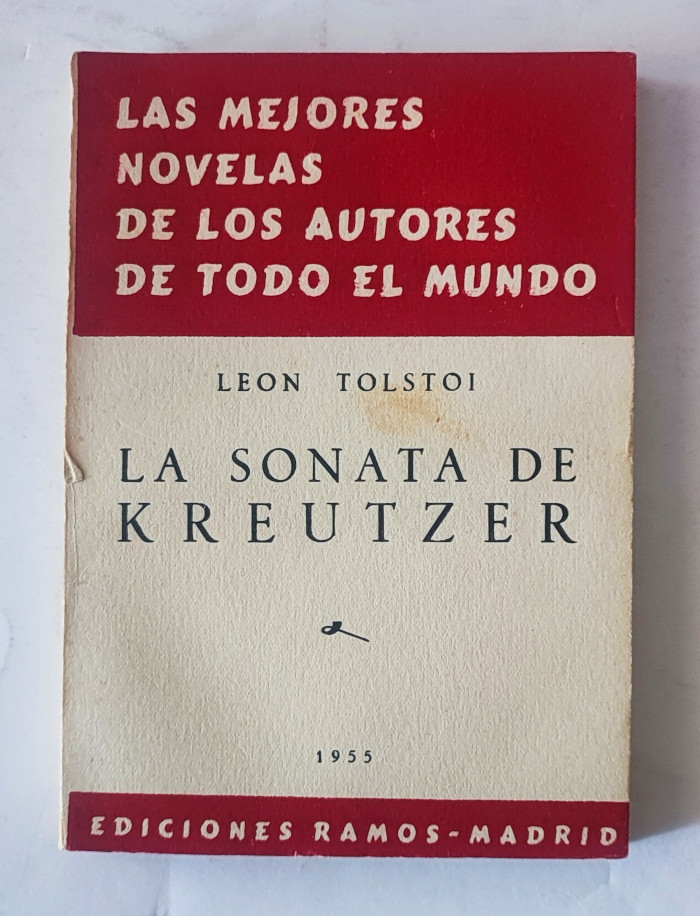 LAS MEJORES
NOVELAS
DE LOS AUTORES
DE TODO EL MUNDO
LEON TOLSTOI
LA SONATA DE
KREUTZER
1955
EDICIONES RAMOS-MADRID